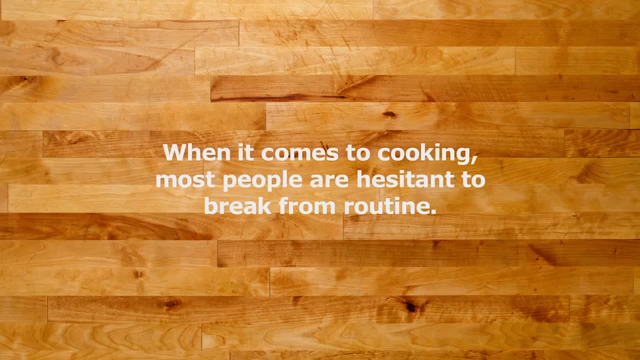 When it comes to cooking,
most people are hesitant to
break from routine.